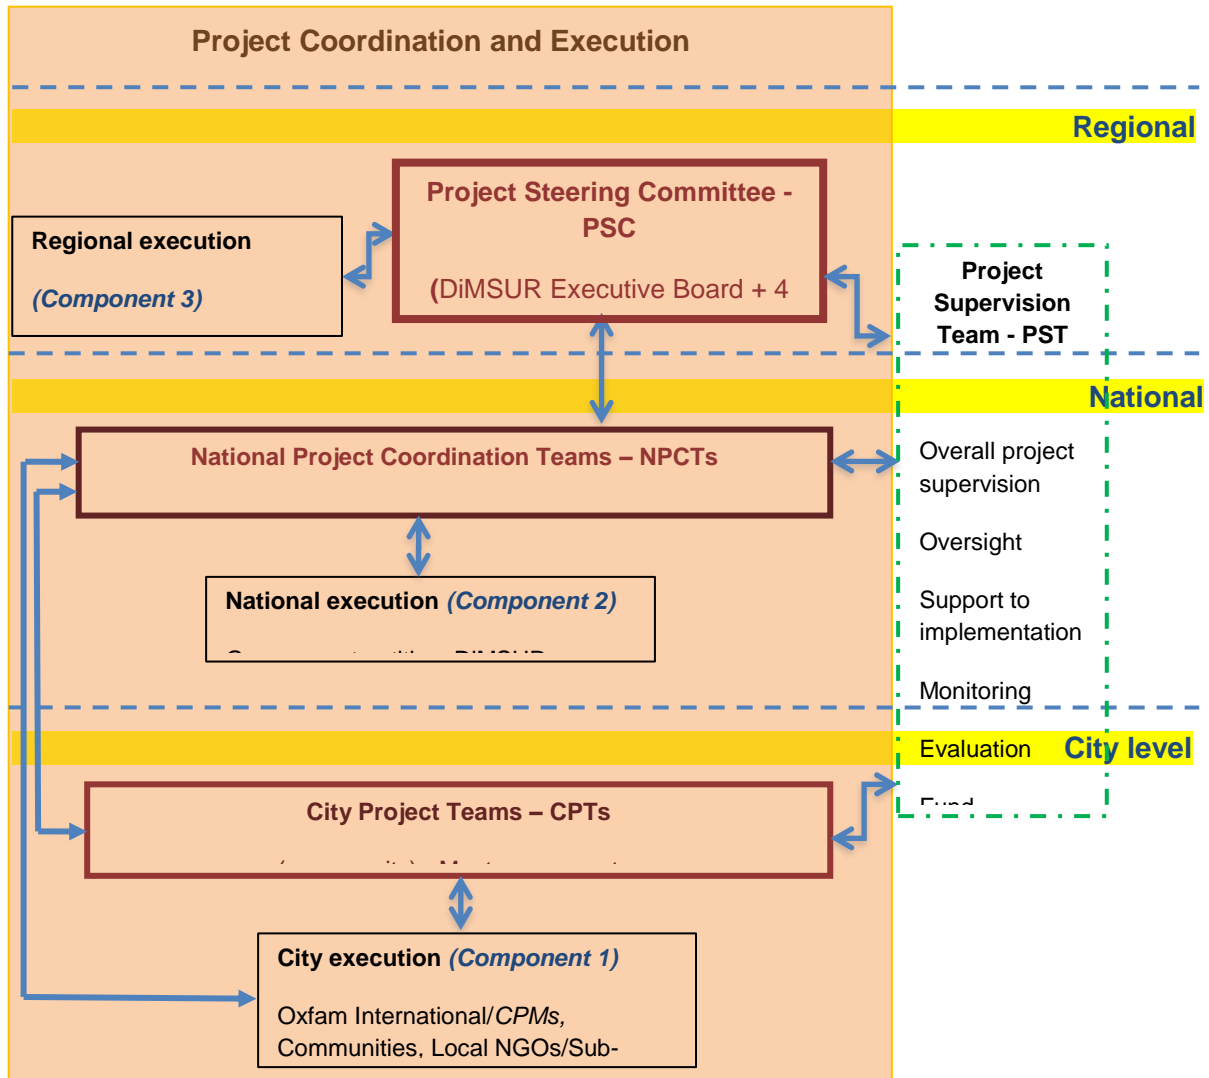 Project Coordination and Execution
Regional
Project Steering Committee -
PSC
(DiMSUR Executive Board + 4
Regional execution
(Component 3)
Project
Supervision
Team - PST
National
National Project Coordination Teams – NPCTs
Overall project
supervision
Oversight
Support to
implementation
Monitoring
Evaluation
National execution (Component 2)
City level
City Project Teams – CPTs
City execution (Component 1)
Oxfam International/CPMs,
Communities, Local NGOs/Sub-